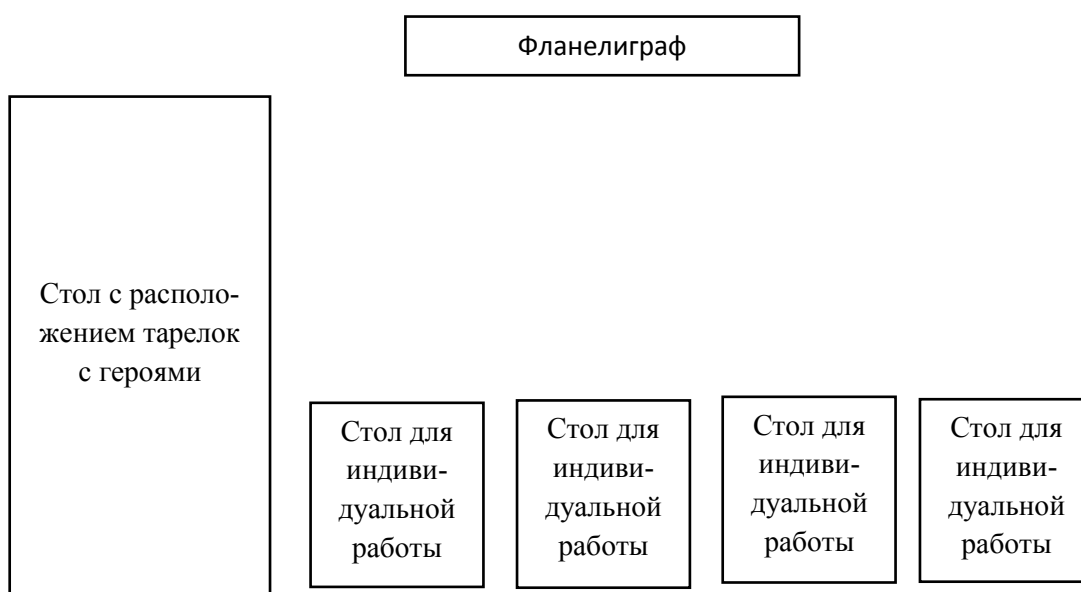 Фланелиграф
Стол с располо-
жением тарелок
с героями
Стол для
индиви-
дуальной
работы
Стол для
индиви-
дуальной
работы
Стол для
индиви-
дуальной
работы
Стол для
индиви-
дуальной
работы